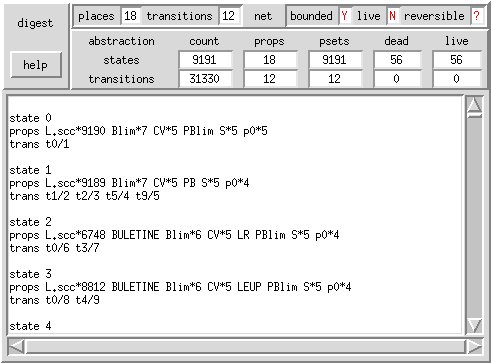 digest
places 18 transitions 12 net bounded Y live N reversible ?
help
abstraction count props psets dead live
states 9191 18 9191 56 56
transitions 31330 12 12 0 0
state 0
props L.scc*9190 Blim*7 CV*5 PBlim S*5 p0*5
trans t0/1
state 1
props L.scc*9189 Blim*7 CV*5 PB S*5 p0*4
trans t1/2 t2/3 t5/4 t9/5
state 2
props L.scc*6748 BULETINE Blim*6 CV*5 LR PBlim S*5 p0*4
trans t0/6 t3/7
state 3
props L.scc*8812 BULETINE Blim*6 CV*5 LEUP PBlim S*5 p0*4
trans t0/8 t4/9
state 4